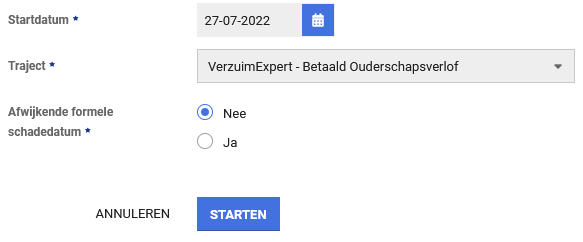 Startdatum *
27-07-2022
Traject *
VerzuimExpert - Betaald Ouderschapsverlof
Afwijkende formele
schadedatum *
Nee
Ja
ANNULEREN
STARTEN